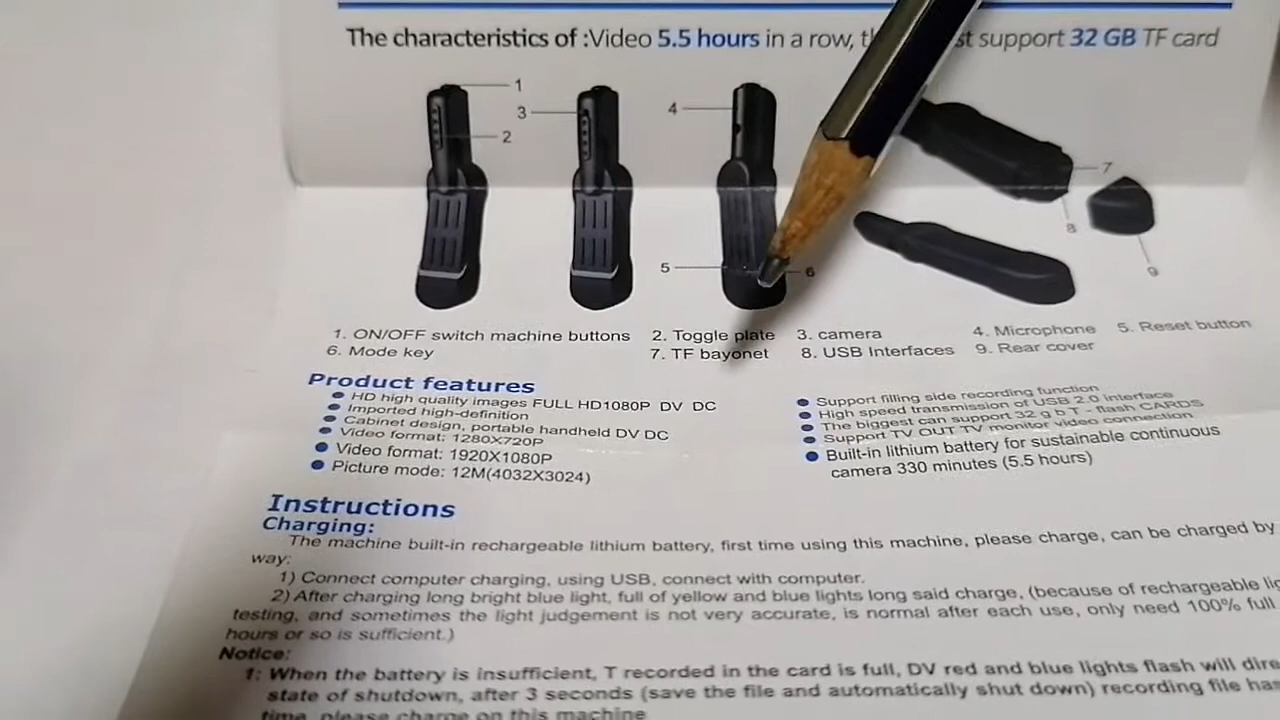 The characteristics of :Video 5.5 hours in a row, st support 32 GB TF card
1
3
2
4
5
6
7
8
9
1. ON/OFF switch machine buttons 2. Toggle plate 3. camera 4. Microphone 5. Reset button
6. Mode key 7. TF bayonet 8. USB Interfaces 9. Rear cover
Product features
HD high quality images FULL HD1080P DV DC
Imported high-definition
Cabinet design, portable handheld DV DC
Video format: 1280X720P
Video format: 1920X1080P
Picture mode: 12M(4032X3024)
Support filling side recording function
High speed transmission of USB 2.0 interface
The biggest can support 32 g b T - flash CARDS
Support TV OUT TV monitor video connection
Built-in lithium battery for sustainable continuous
camera 330 minutes (5.5 hours)
Instructions
Charging:
The machine built-in rechargeable lithium battery, first time using this machine, please charge, can be charged by
way:
1) Connect computer charging, using USB, connect with computer.
2) After charging long bright blue light, full of yellow and blue lights long said charge, (because of rechargeable
testing, and sometimes the light judgement is not very accurate, is normal after each use, only need 100% full
hours or so is sufficient.)
Notice:
1: When the battery is insufficient, T recorded in the card is full, DV red and blue lights flash will
state of shutdown, after 3 seconds (save the file and automatically shut down) recording file has
time, please charge on this machine